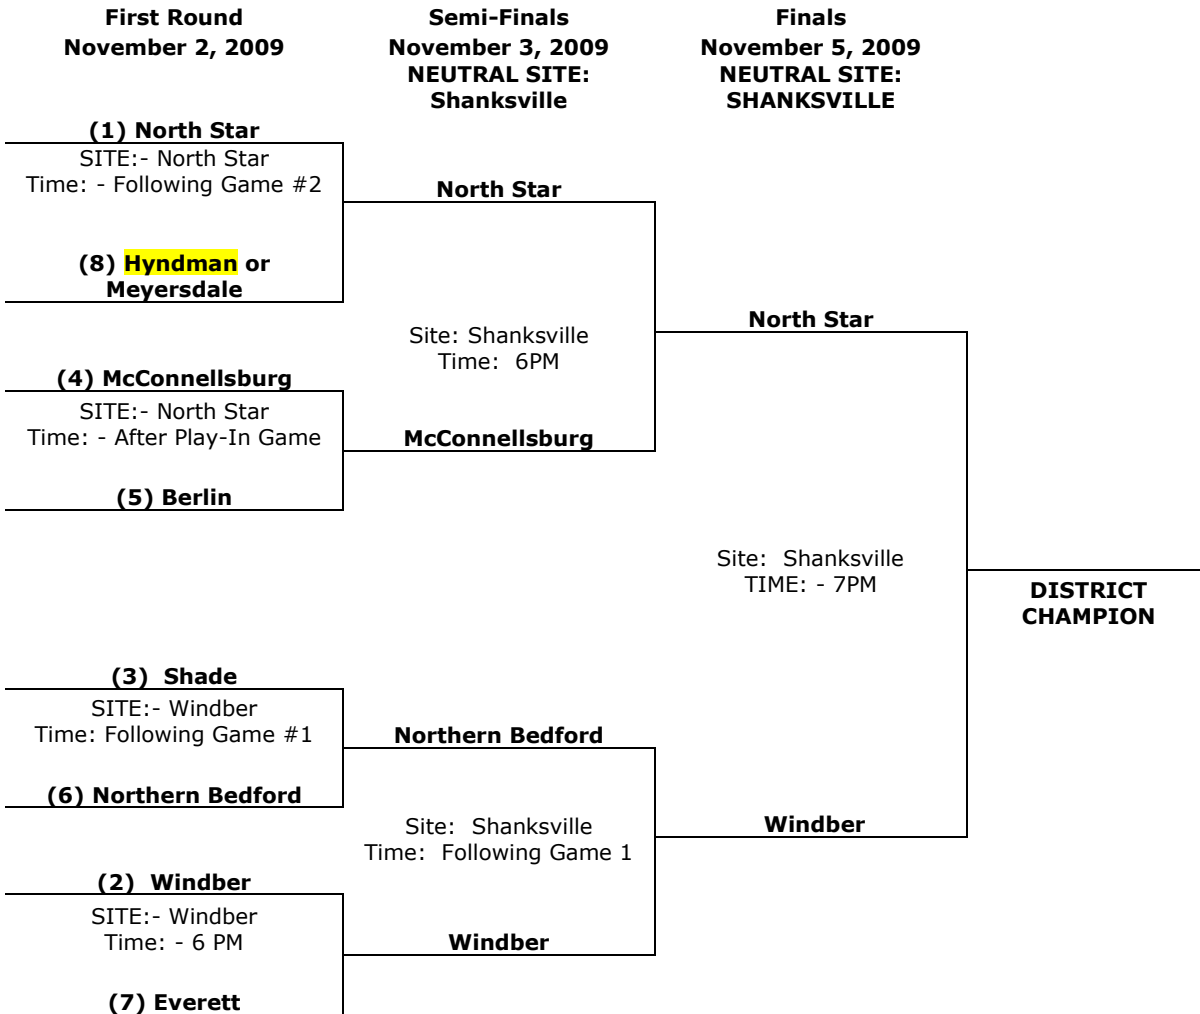 First Round
November 2, 2009
Semi-Finals
November 3, 2009
NEUTRAL SITE:
Shanksville
Finals
November 5, 2009
NEUTRAL SITE:
SHANKSVILLE
(1) North Star
SITE:- North Star
Time: - Following Game #2
(8) Hyndman or
Meyersdale
(4) McConnellsburg
SITE:- North Star
Time: - After Play-In Game
(5) Berlin
(3) Shade
SITE:- Windber
Time: Following Game #1
(6) Northern Bedford
(2) Windber
SITE:- Windber
Time: - 6 PM
(7) Everett
North Star
Site: Shanksville
Time: 6PM
McConnellsburg
Northern Bedford
Site: Shanksville
Time: Following Game 1
Windber
North Star
Site: Shanksville
TIME: - 7PM
Windber
DISTRICT
CHAMPION